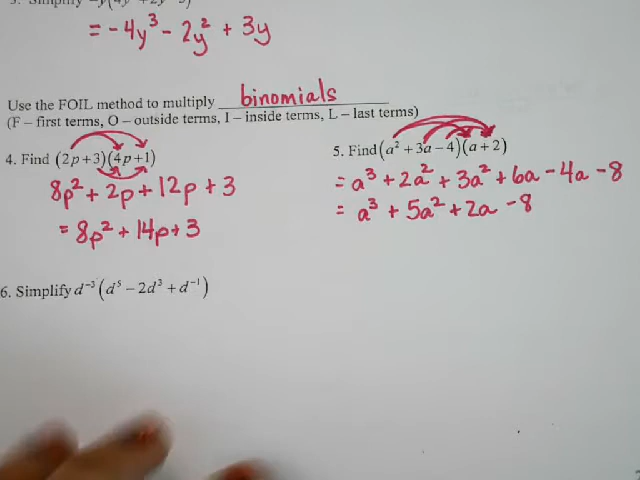 3. Simplify
= -4y³ - 2y² + 3y
Use the FOIL method to multiply binomials
(F – first terms, O – outside terms, I – inside terms, L – last terms)
4. Find (2p+3)(4p+1)
8p² + 2p + 12p + 3
= 8p² + 14p + 3
5. Find (a² + 3a − 4)(a + 2)
= a³ + 2a² + 3a² + 6a - 4a - 8
= a³ + 5a² + 2a - 8
6. Simplify d⁻³(d⁵ − 2d³ + d⁻¹)